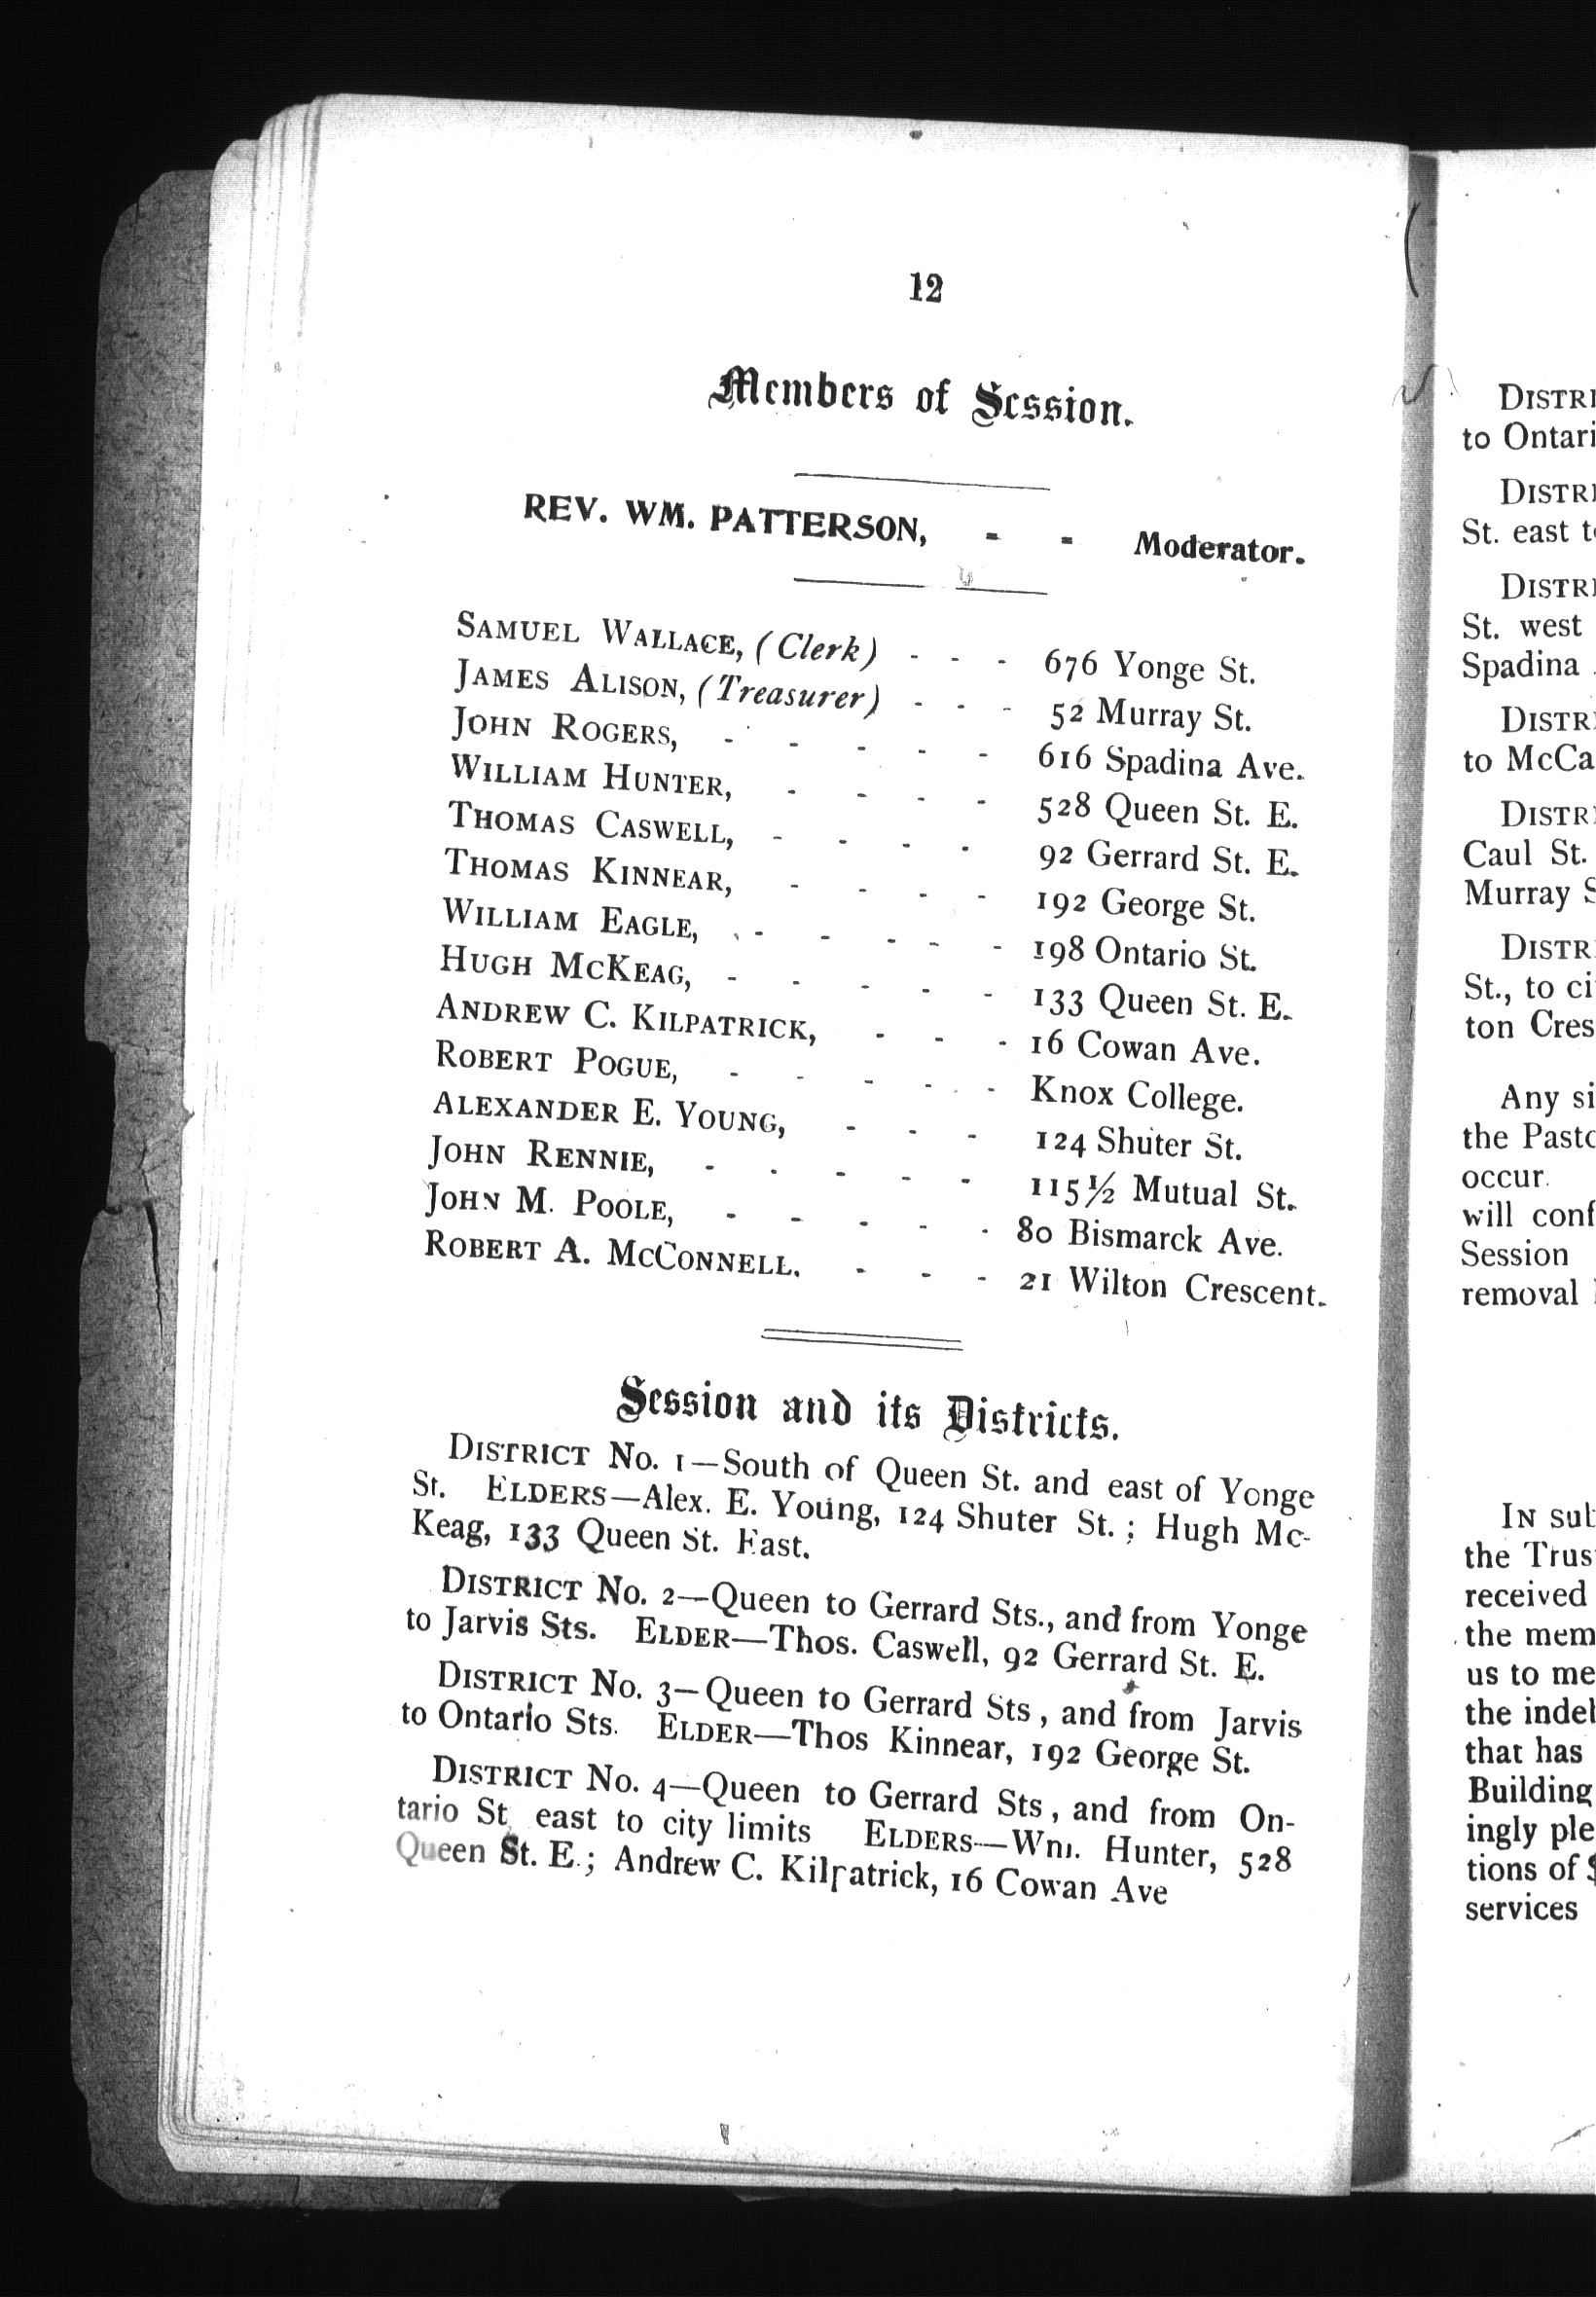 12
Members of Session.
REV. WM. PATTERSON, - - Moderator.
SAMUEL WALLACE, (Clerk) - - - 676 Yonge St.
JAMES ALISON, (Treasurer) - - - 52 Murray St.
JOHN ROGERS, - - - - - 616 Spadina Ave.
WILLIAM HUNTER, - - - - 528 Queen St. E.
THOMAS CASWELL, - - - - 92 Gerrard St. E.
THOMAS KINNEAR, - - - - 192 George St.
WILLIAM EAGLE, - - - - - 198 Ontario St.
HUGH MCKEAG, - - - - - 133 Queen St. E.
ANDREW C. KILPATRICK, - - - 16 Cowan Ave.
ROBERT POGUE, - - - - - Knox College.
ALEXANDER E. YOUNG, - - - 124 Shuter St.
JOHN RENNIE, - - - - - 115½ Mutual St.
JOHN M. POOLE, - - - - - 80 Bismarck Ave.
ROBERT A. MCCONNELL. - - - 21 Wilton Crescent.
Session and its Districts.
DISTRICT No. 1—South of Queen St. and east of Yonge
St. ELDERS—Alex. E. Young, 124 Shuter St.; Hugh Mc-
Keag, 133 Queen St. East.
DISTRICT No. 2—Queen to Gerrard Sts., and from Yonge
to Jarvis Sts. ELDER—Thos. Caswell, 92 Gerrard St. E.
DISTRICT No. 3—Queen to Gerrard Sts, and from Jarvis
to Ontario Sts. ELDER—Thos Kinnear, 192 George St.
DISTRICT No. 4—Queen to Gerrard Sts, and from On-
tario St east to city limits ELDERS—Wm. Hunter, 528
Queen St. E.; Andrew C. Kilpatrick, 16 Cowan Ave
DISTRI
to Ontari
DISTRI
St. east t
DISTRI
St. west
Spadina
DISTR
to McCa
DISTR
Caul St.
Murray S
DISTR
St., to ci
ton Cres
Any si
the Pasto
occur.
will conf
Session
removal
IN sub
the Trus
received
the mem
us to me
the indeb
that has
Building
ingly ple
tions of $
services